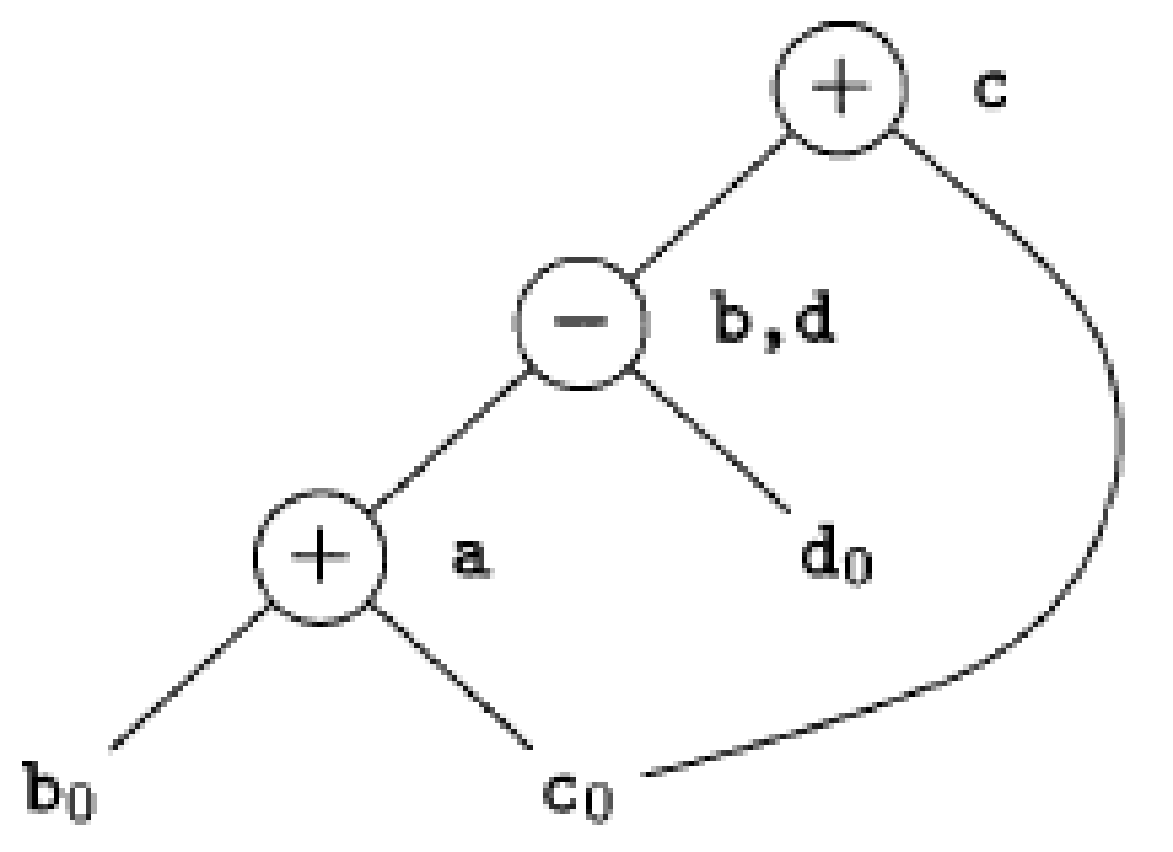 + c
− b,d
+ a d₀
b₀ c₀